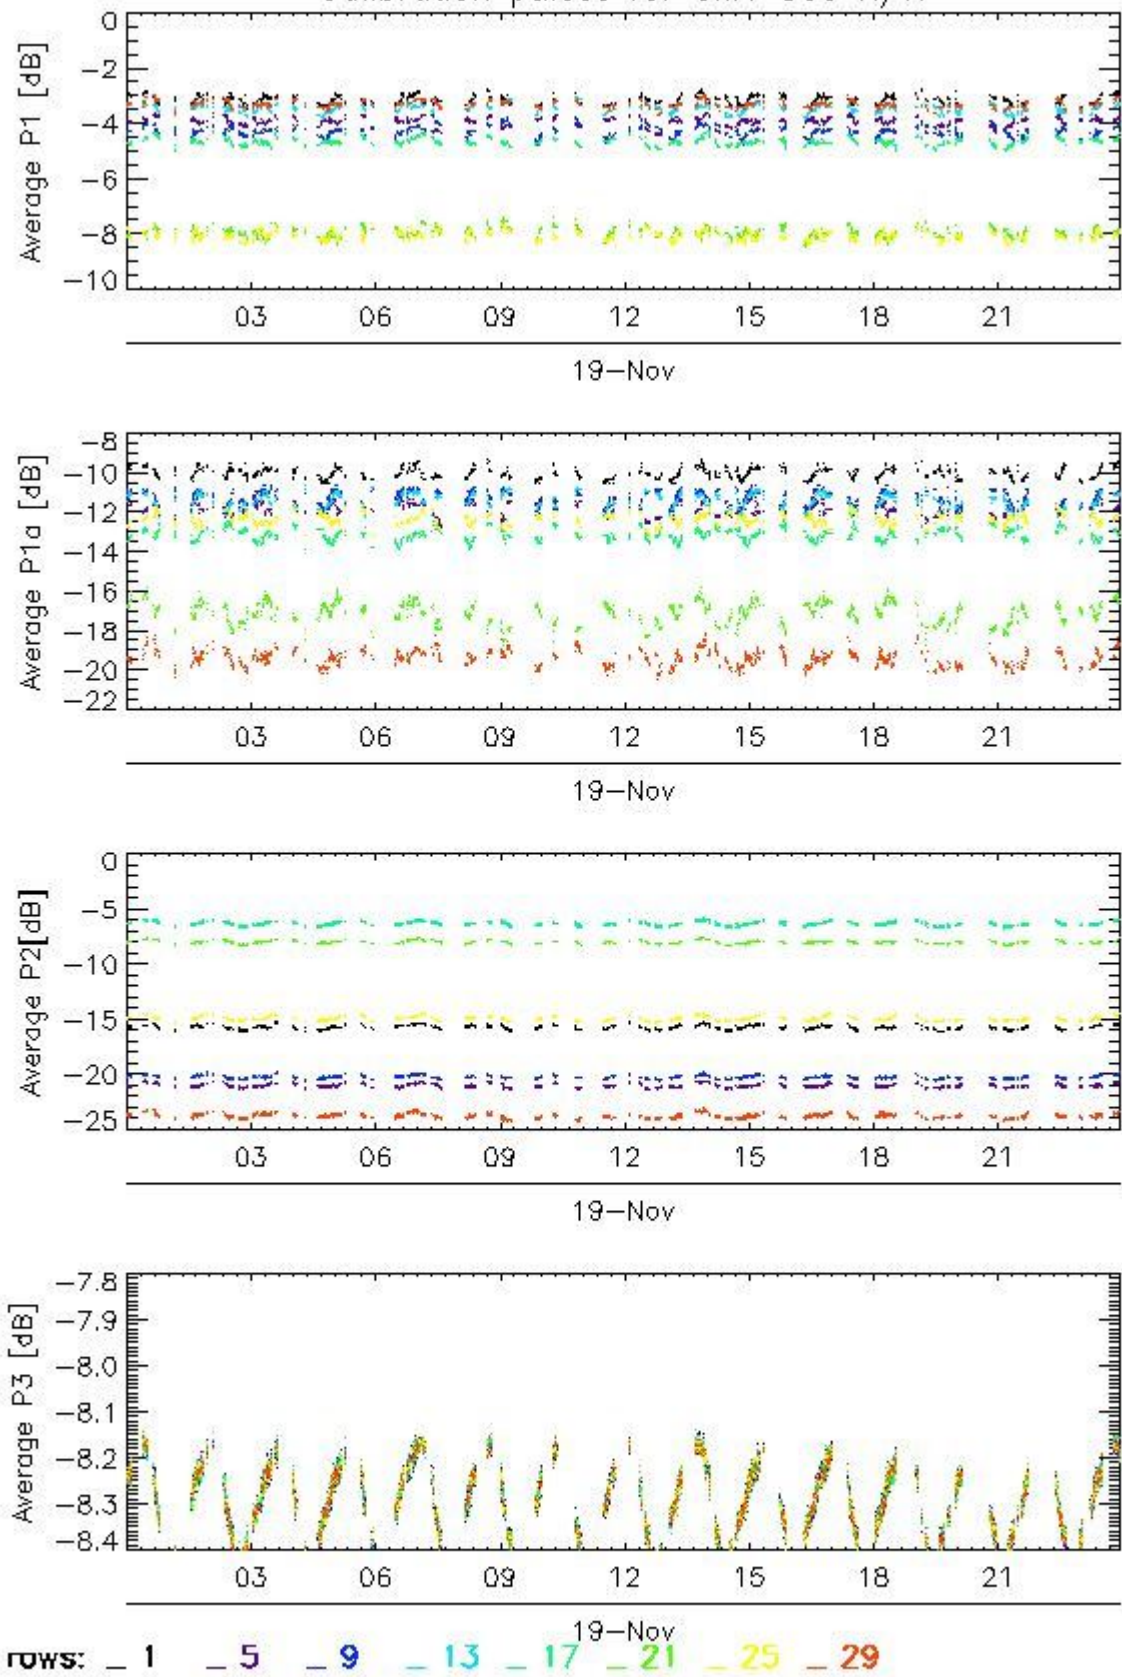 0
−2
−4
−6
−8
−10
Average P1 [dB]
03 06 09 12 15 18 21
19−Nov
−8
−10
−12
−14
−16
−18
−20
−22
Average P1a [dB]
03 06 09 12 15 18 21
19−Nov
0
−5
−10
−15
−20
−25
Average P2[dB]
03 06 09 12 15 18 21
19−Nov
−7.8
−7.9
−8.0
−8.1
−8.2
−8.3
−8.4
Average P3 [dB]
03 06 09 12 15 18 21
19−Nov
rows: _ 1 _ 5 _ 9 _ 13 _ 17 _ 21 _ 25 _ 29